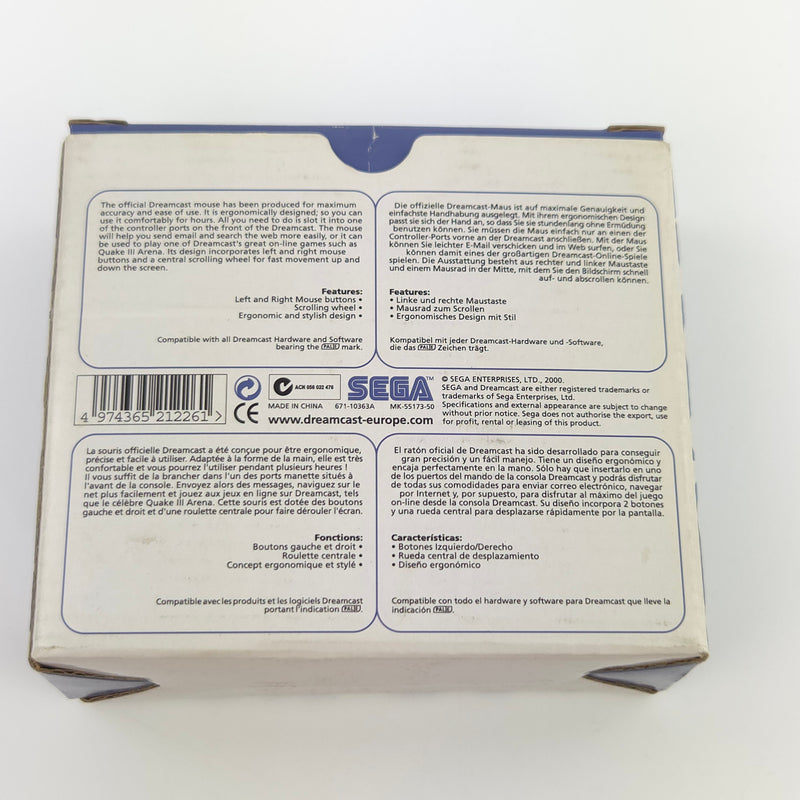 The official Dreamcast mouse has been produced for maximum
accuracy and ease of use. It is ergonomically designed; so you can
use it comfortably for hours. All you need to do is slot it into one
of the controller ports on the front of the Dreamcast. The mouse
will help you send email and search the web more easily, or it can
be used to play one of Dreamcast's great on-line games such as
Quake III Arena. Its design incorporates left and right mouse
buttons and a central scrolling wheel for fast movement up and
down the screen.
Features:
Left and Right Mouse buttons •
Scrolling wheel •
Ergonomic and stylish design •
Compatible with all Dreamcast Hardware and Software
bearing the PAL/E mark.
Die offizielle Dreamcast-Maus ist auf maximale Genauigkeit und
einfachste Handhabung ausgelegt. Mit ihrem ergonomischen Design
passt sie sich der Hand an, so dass Sie sie stundenlang ohne Ermüdung
benutzen können. Sie müssen die Maus einfach nur an einen der
Controller-Ports vorne an der Dreamcast anschließen. Mit der Maus
können Sie leichter E-Mail verschicken und im Web surfen, oder Sie
können damit eines der großartigen Dreamcast-Online-Spiele
spielen. Die Ausstattung besteht aus rechter und linker Maustaste
und einem Mausrad in der Mitte, mit dem Sie den Bildschirm schnell
auf- und abscrollen können.
Features:
• Linke und rechte Maustaste
• Mausrad zum Scrollen
• Ergonomisches Design mit Stil
Kompatibel mit jeder Dreamcast-Hardware und -Software,
die das PAL/E Zeichen trägt.
4 974365 212261 >
ACN 056 022 478
MADE IN CHINA
671-10363A
SEGA
MK-55173-50
CE
www.dreamcast-europe.com
© SEGA ENTERPRISES, LTD., 2000.
SEGA and Dreamcast are either registered trademarks or
trademarks of Sega Enterprises, Ltd.
Specifications and external appearance are subject to change
without prior notice. Sega does not authorise the export, use
for profit, rental or leasing of this product.
La souris officielle Dreamcast a été conçue pour être ergonomique,
précise et facile à utiliser. Adaptée à la forme de la main, elle est très
confortable et vous pourrez l'utiliser pendant plusieurs heures !
Il vous suffit de la brancher dans l'un des ports manette situés à
l'avant de la console. Envoyez alors des messages, naviguez sur le
net plus facilement et jouez aux jeux en ligne sur Dreamcast, tels
que le célèbre Quake III Arena. Cette souris est dotée des boutons
gauche et droit et d'une roulette centrale pour faire dérouler l'écran.
Fonctions:
Boutons gauche et droit •
Roulette centrale •
Concept ergonomique et stylé •
Compatible avec les produits et les logiciels Dreamcast
portant l'indication PAL/E.
El ratón oficial de Dreamcast ha sido desarrollado para conseguir
gran precisión y un fácil manejo. Tiene un diseño ergonómico y
encaja perfectamente en la mano. Sólo hay que insertarlo en uno
de los puertos del mando de la consola Dreamcast y podrás disfrutar
de todas sus comodidades para enviar correo electrónico, navegar
por Internet y, por supuesto, para disfrutar al máximo del juego
on-line desde la consola Dreamcast. Su diseño incorpora 2 botones
y una rueda central para desplazarse rápidamente por la pantalla.
Características:
• Botones Izquierdo/Derecho
• Rueda central de desplazamiento
• Diseño ergonómico
Compatible con todo el hardware y software para Dreamcast que lleve la
indicación PAL/E.